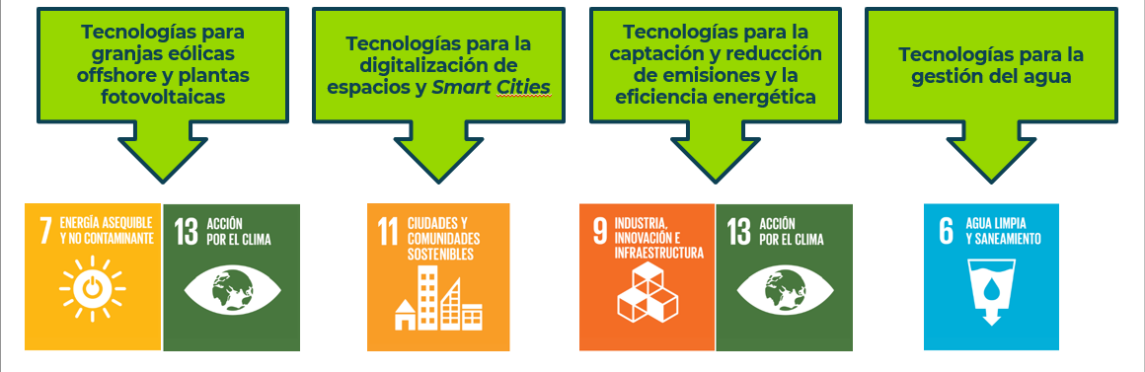 Tecnologías para
granjas eólicas
offshore y plantas
fotovoltaicas
Tecnologías para la
digitalización de
espacios y Smart Cities
Tecnologías para la
captación y reducción
de emisiones y la
eficiencia energética
Tecnologías para la
gestión del agua
7 ENERGÍA ASEQUIBLE
Y NO CONTAMINANTE
13 ACCIÓN
POR EL CLIMA
11 CIUDADES Y
COMUNIDADES
SOSTENIBLES
9 INDUSTRIA,
INNOVACIÓN E
INFRAESTRUCTURA
13 ACCIÓN
POR EL CLIMA
6 AGUA LIMPIA
Y SANEAMIENTO